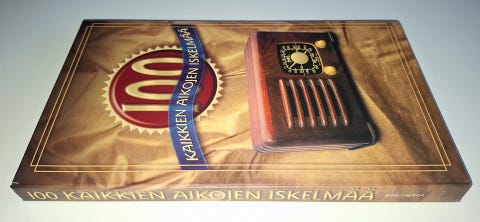 100
KAIKKIEN AIKOJEN ISKELMÄÄ
100 KAIKKIEN AIKOJEN ISKELMÄÄ